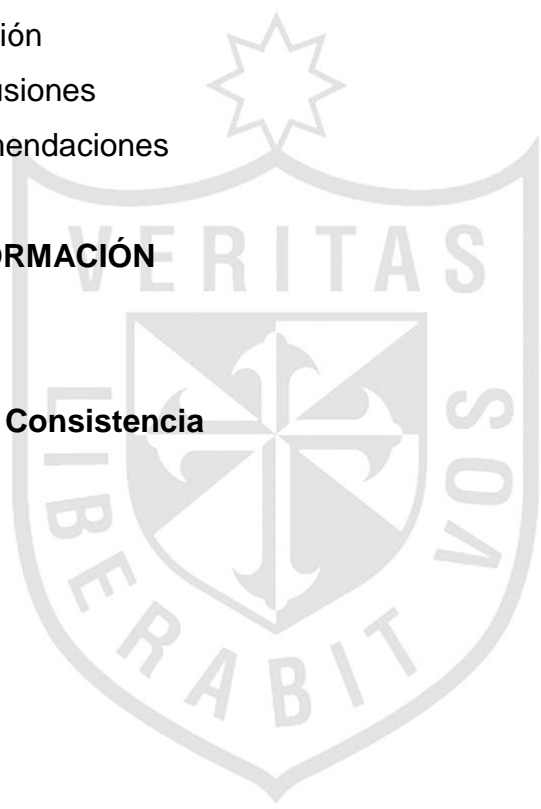 ión
usiones
nendaciones
ORMACIÓN
VERITAS
Consistencia
LIBERABIT VOS